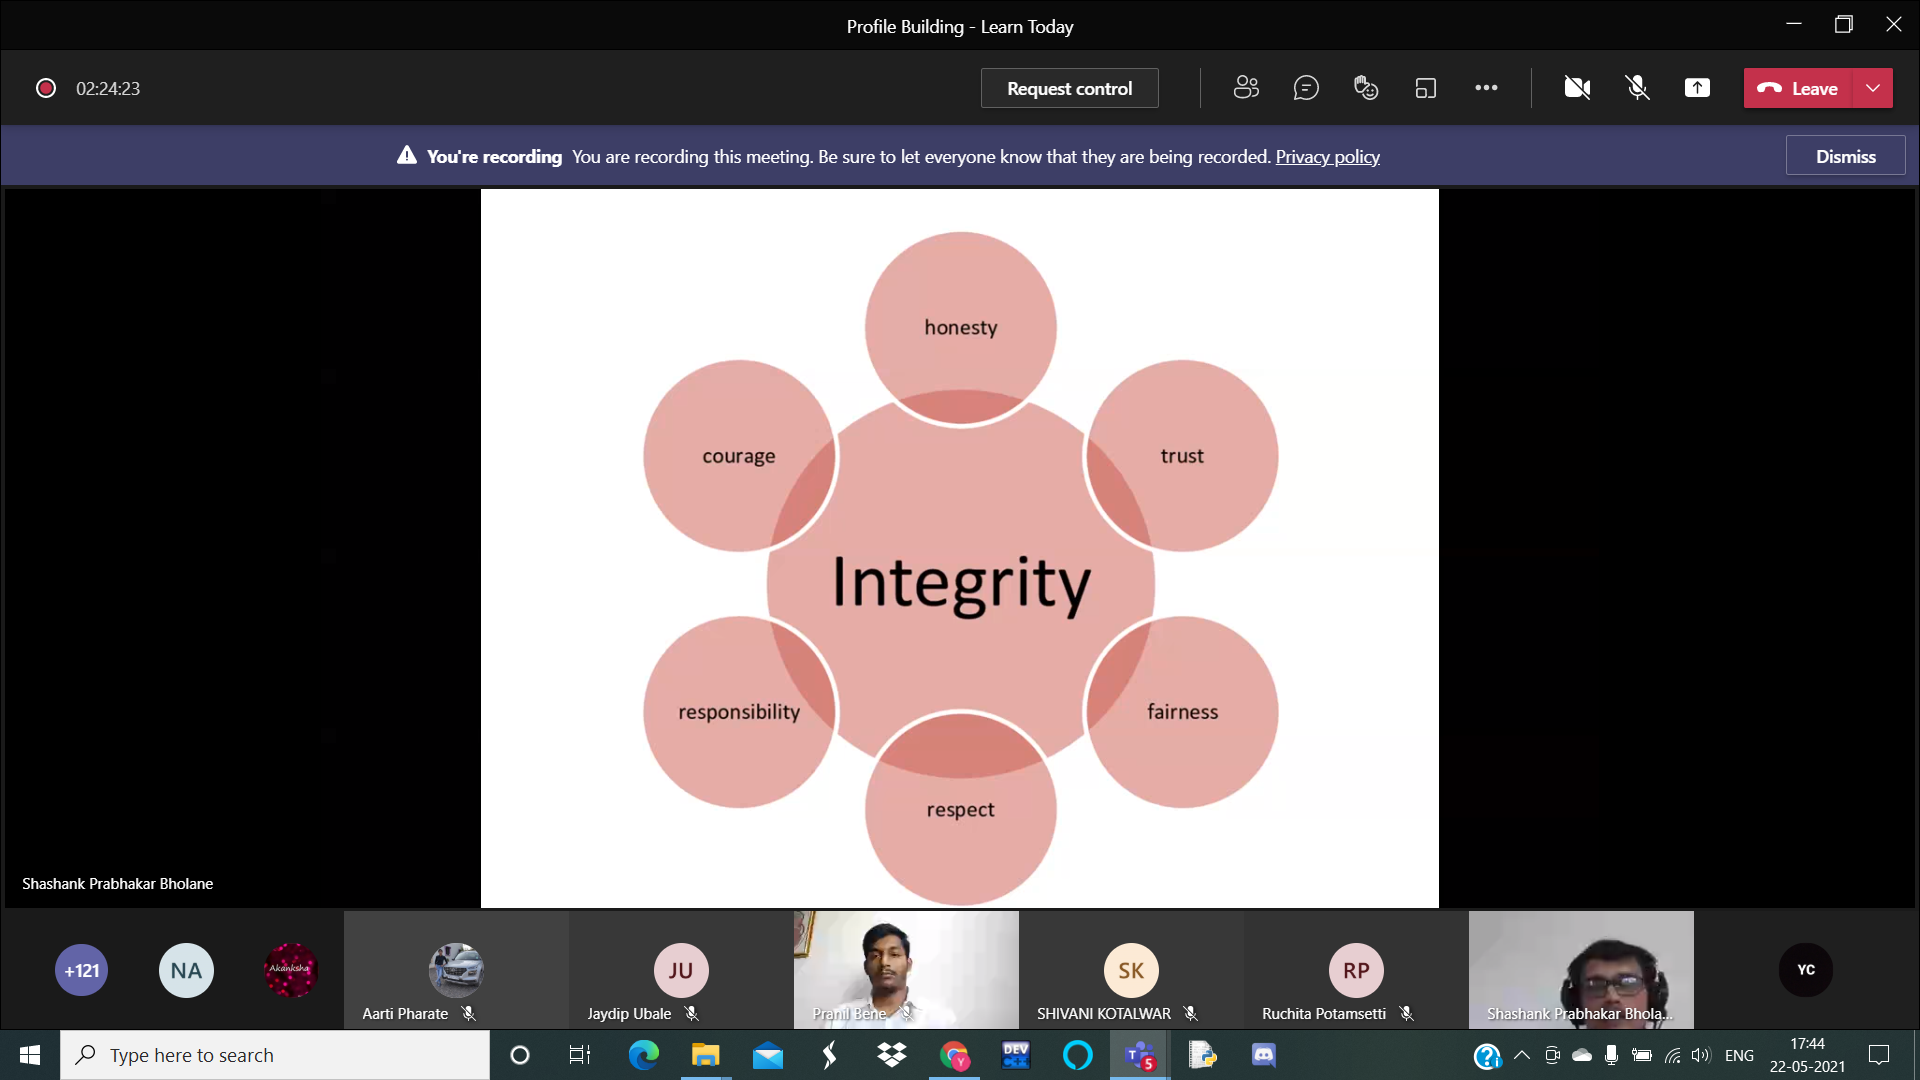 Profile Building - Learn Today
02:24:23
Request control
Leave
You're recording You are recording this meeting. Be sure to let everyone know that they are being recorded. Privacy policy
Dismiss
honesty
courage
trust
Integrity
responsibility
fairness
respect
Shashank Prabhakar Bholane
+121
NA
Akanksha
Aarti Pharate
JU
Jaydip Ubale
Pranil Bene
SK
SHIVANI KOTALWAR
RP
Ruchita Potamsetti
Shashank Prabhakar Bhola...
YC
Type here to search
DEV
C++
5
ENG
17:44
22-05-2021